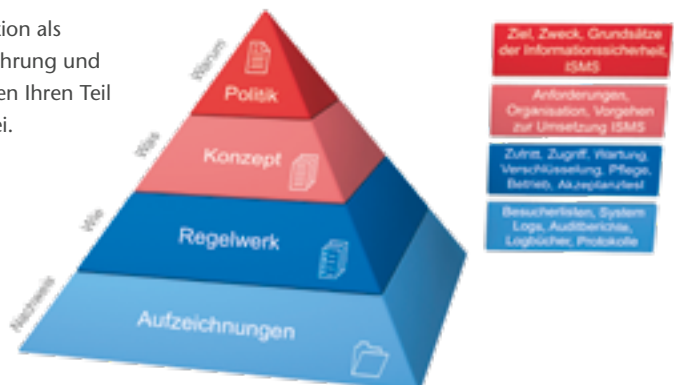 tion als
hrung und
en Ihren Teil
ei.
Warum
Politik
Was
Konzept
Wie
Regelwerk
Nachweis
Aufzeichnungen
Ziel, Zweck, Grundsätze
der Informationssicherheit,
ISMS
Anforderungen,
Organisation, Vorgehen
zur Umsetzung ISMS
Zutritt, Zugriff, Wartung,
Verschlüsselung, Pflege,
Betrieb, Akzeptanztest
Besucherlisten, System
Logs, Auditberichte,
Logbücher, Protokolle